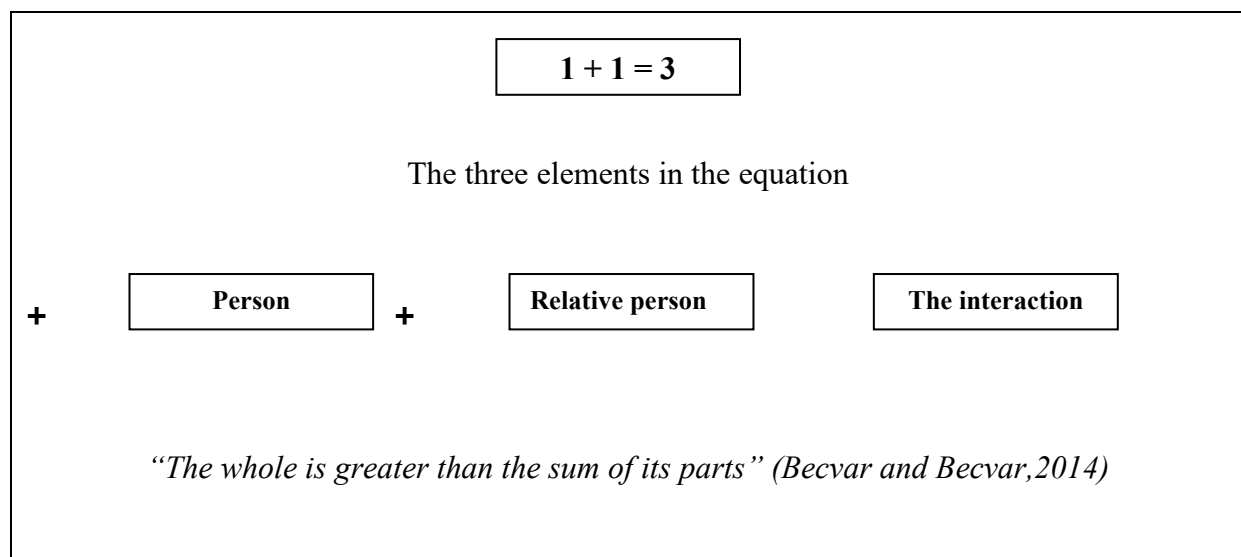 1 + 1 = 3
The three elements in the equation
+ Person + Relative person The interaction
“The whole is greater than the sum of its parts” (Becvar and Becvar,2014)